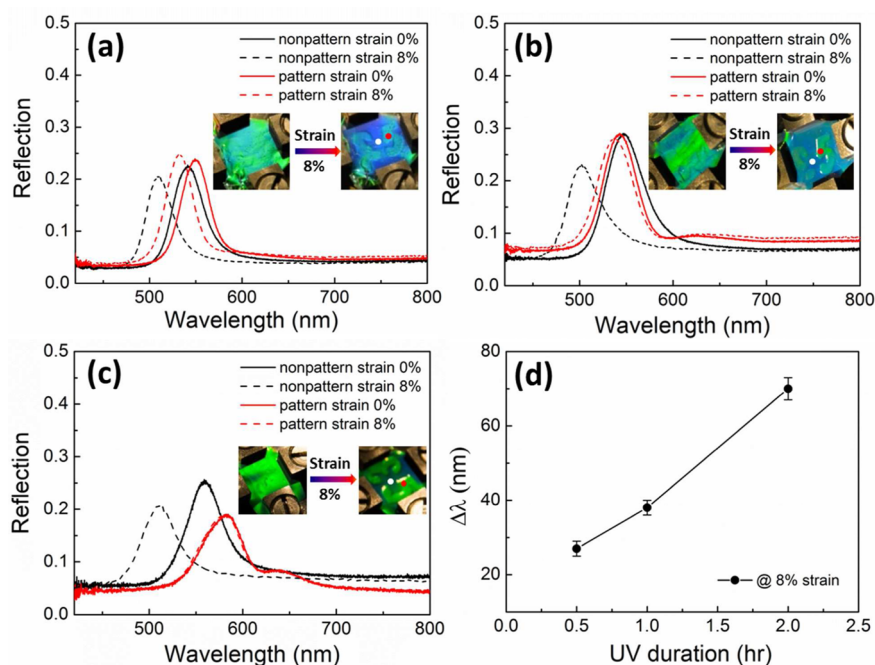 (a)
nonpattern strain 0%
nonpattern strain 8%
pattern strain 0%
pattern strain 8%
Strain
8%
Reflection
0.5
0.4
0.3
0.2
0.1
0.0
500 600 700 800
Wavelength (nm)
(b)
nonpattern strain 0%
nonpattern strain 8%
pattern strain 0%
pattern strain 8%
Strain
8%
Reflection
0.5
0.4
0.3
0.2
0.1
0.0
500 600 700 800
Wavelength (nm)
(c)
nonpattern strain 0%
nonpattern strain 8%
pattern strain 0%
pattern strain 8%
Strain
8%
Reflection
0.5
0.4
0.3
0.2
0.1
0.0
500 600 700 800
Wavelength (nm)
(d)
Δλ (nm)
80
60
40
20
@ 8% strain
0.0 0.5 1.0 1.5 2.0 2.5
UV duration (hr)